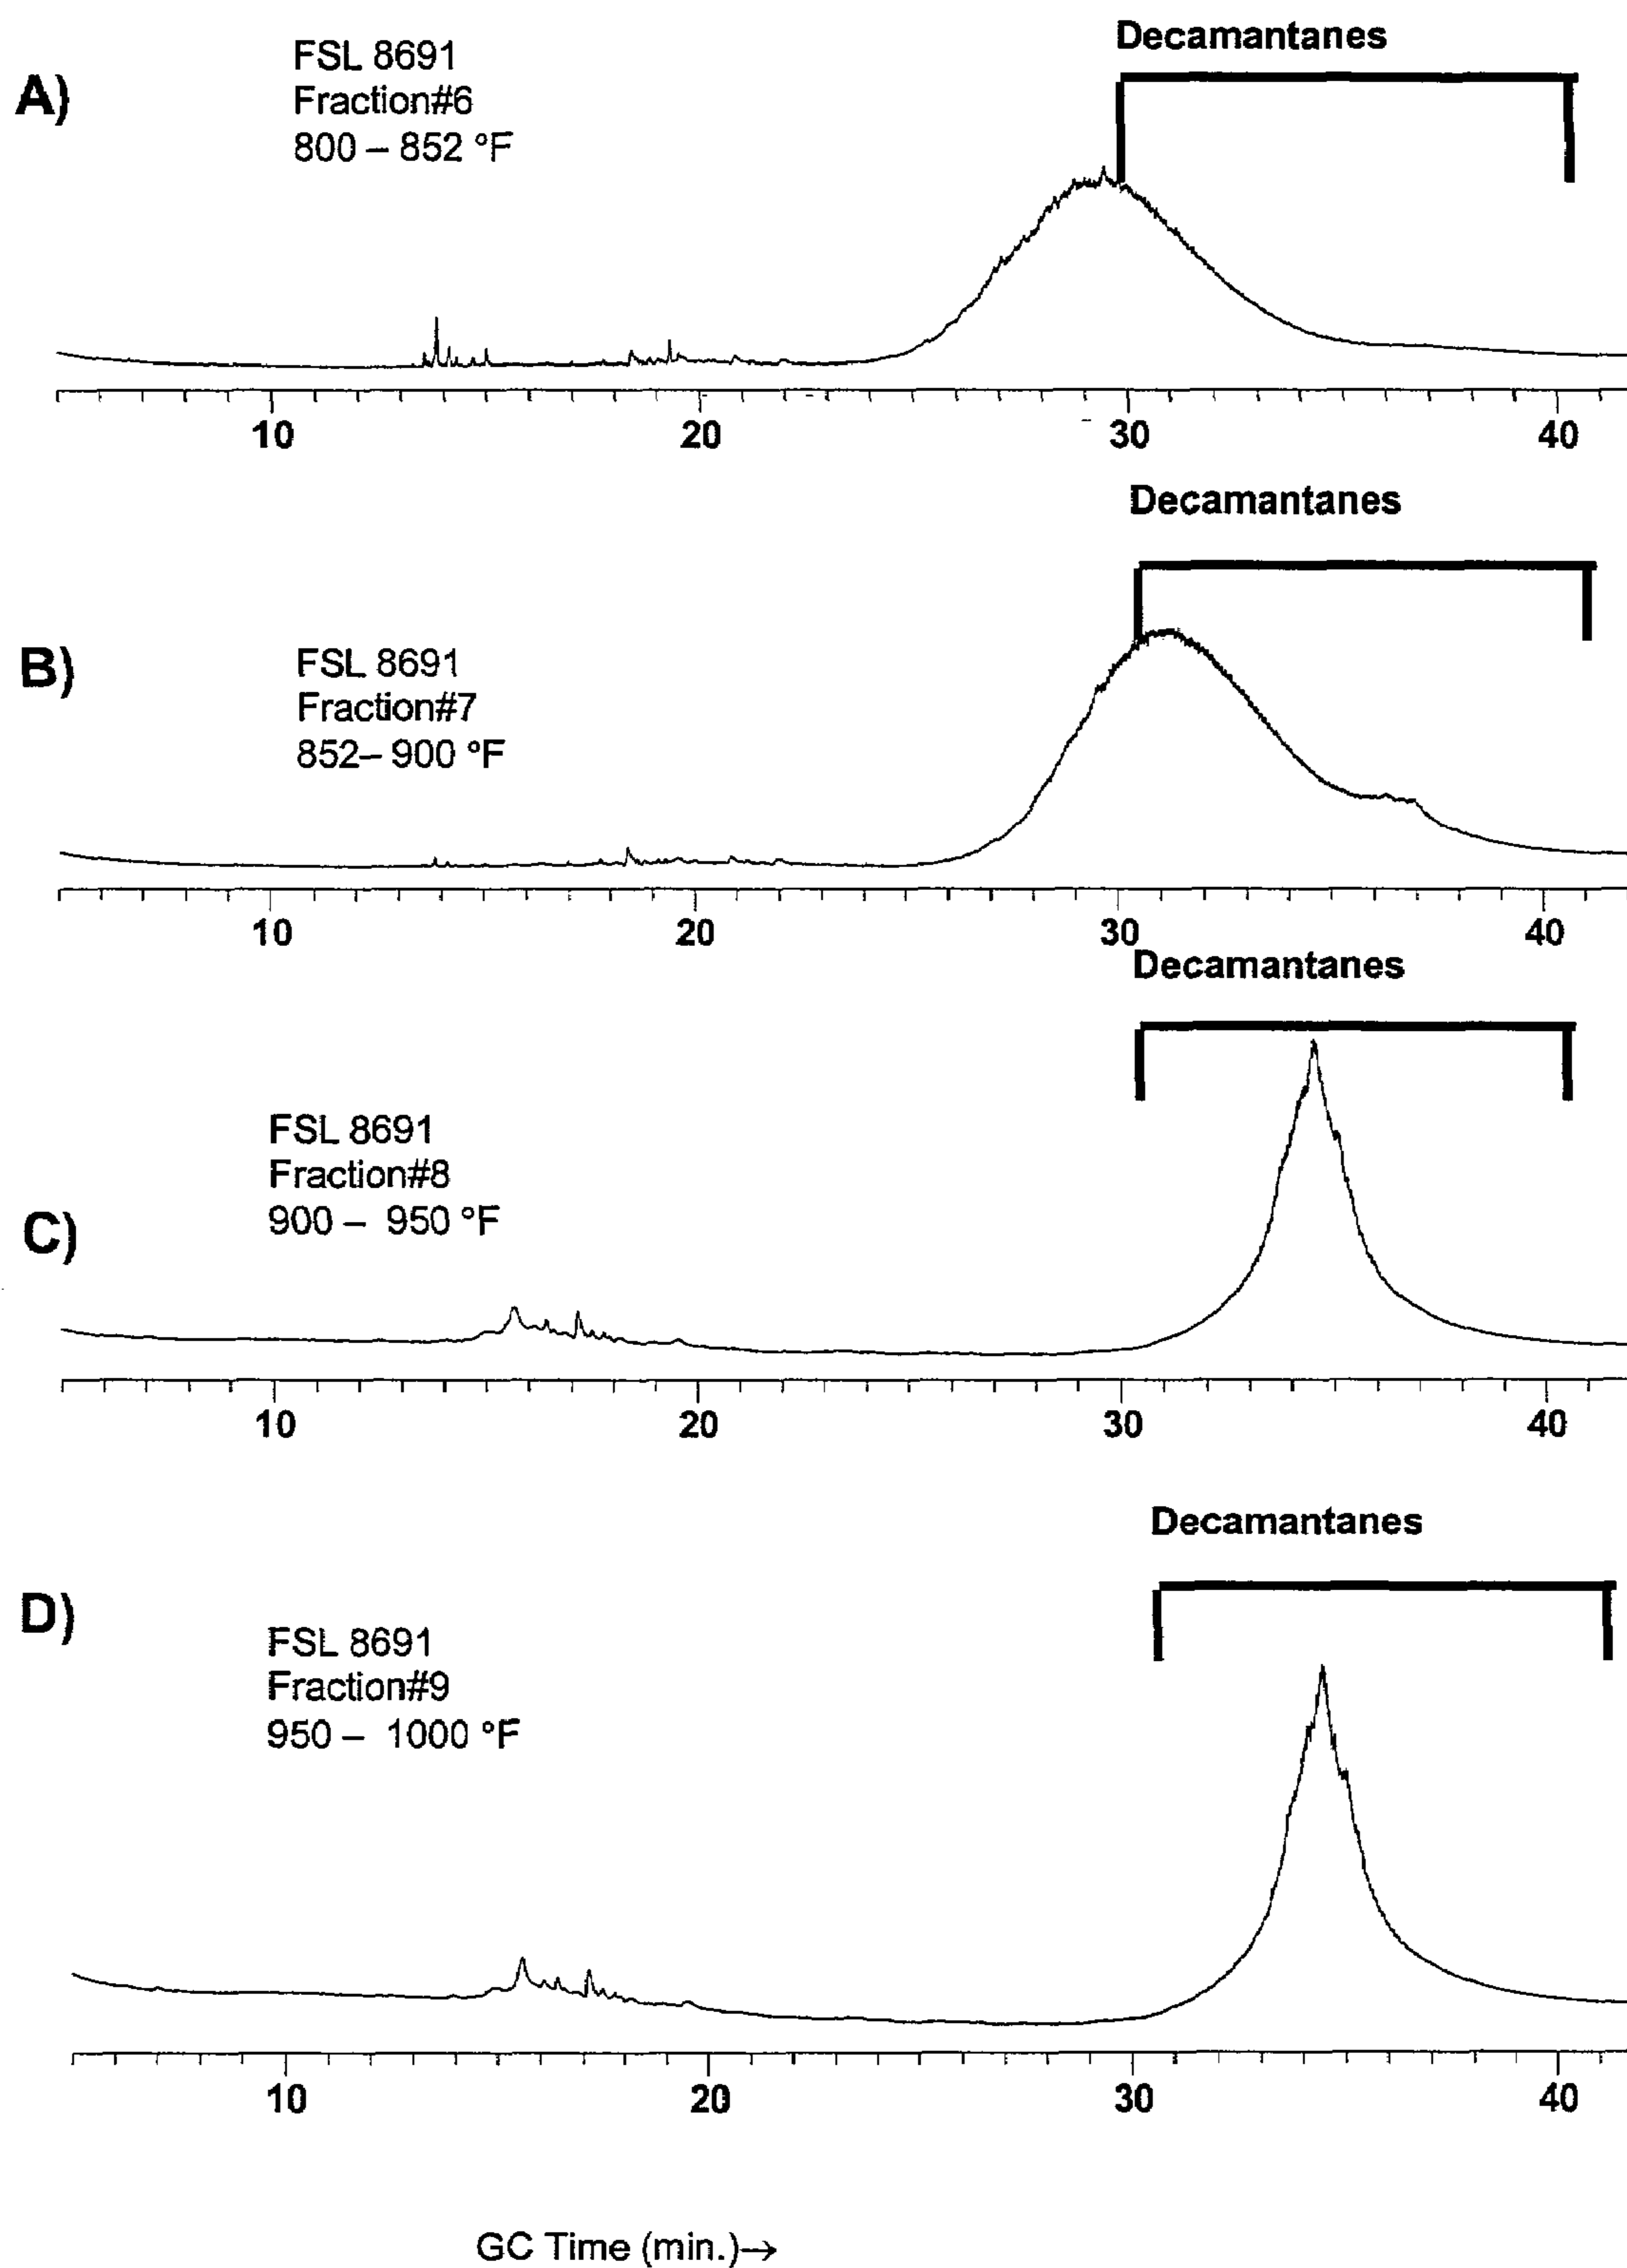 Decamantanes
A)
FSL 8691
Fraction#6
800 – 852 °F
10 20 30 40
Decamantanes
B)
FSL 8691
Fraction#7
852– 900 °F
10 20 30 40
Decamantanes
C)
FSL 8691
Fraction#8
900 – 950 °F
10 20 30 40
Decamantanes
D)
FSL 8691
Fraction#9
950 – 1000 °F
10 20 30 40
GC Time (min.)→